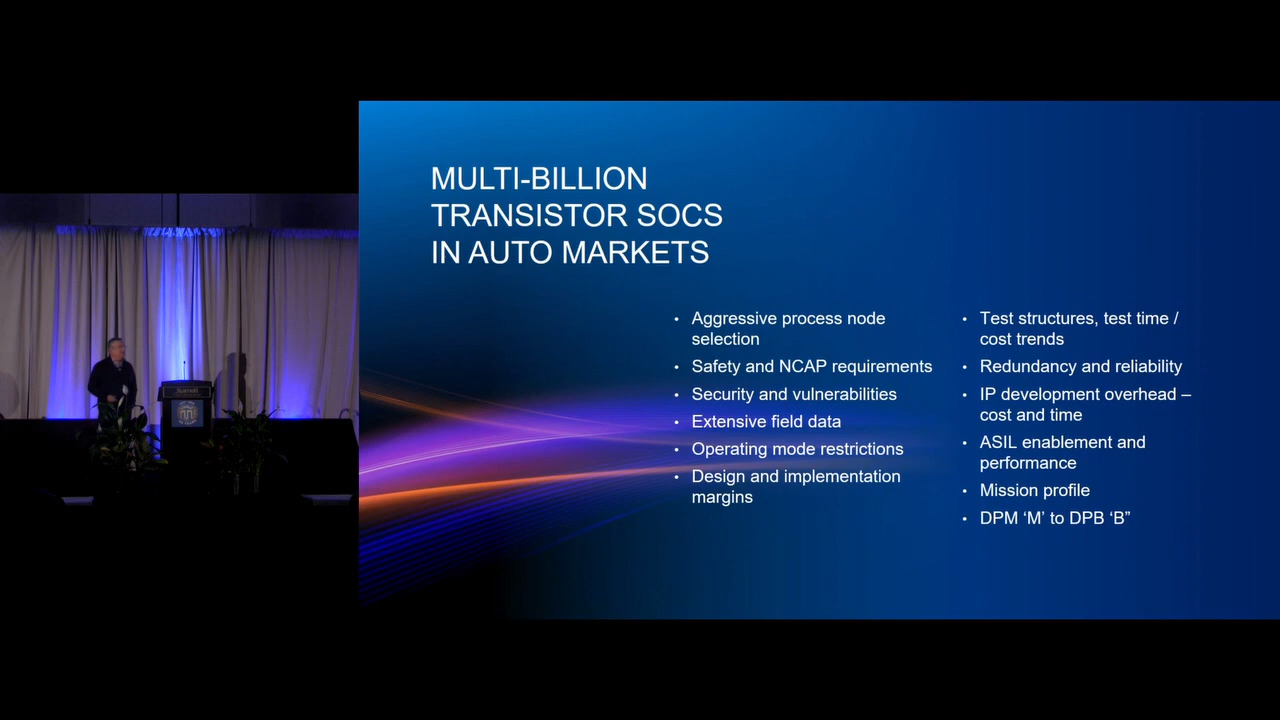 MULTI-BILLION
TRANSISTOR SOCS
IN AUTO MARKETS
• Aggressive process node
selection
• Safety and NCAP requirements
• Security and vulnerabilities
• Extensive field data
• Operating mode restrictions
• Design and implementation
margins
• Test structures, test time /
cost trends
• Redundancy and reliability
• IP development overhead –
cost and time
• ASIL enablement and
performance
• Mission profile
• DPM ‘M’ to DPB ‘B”